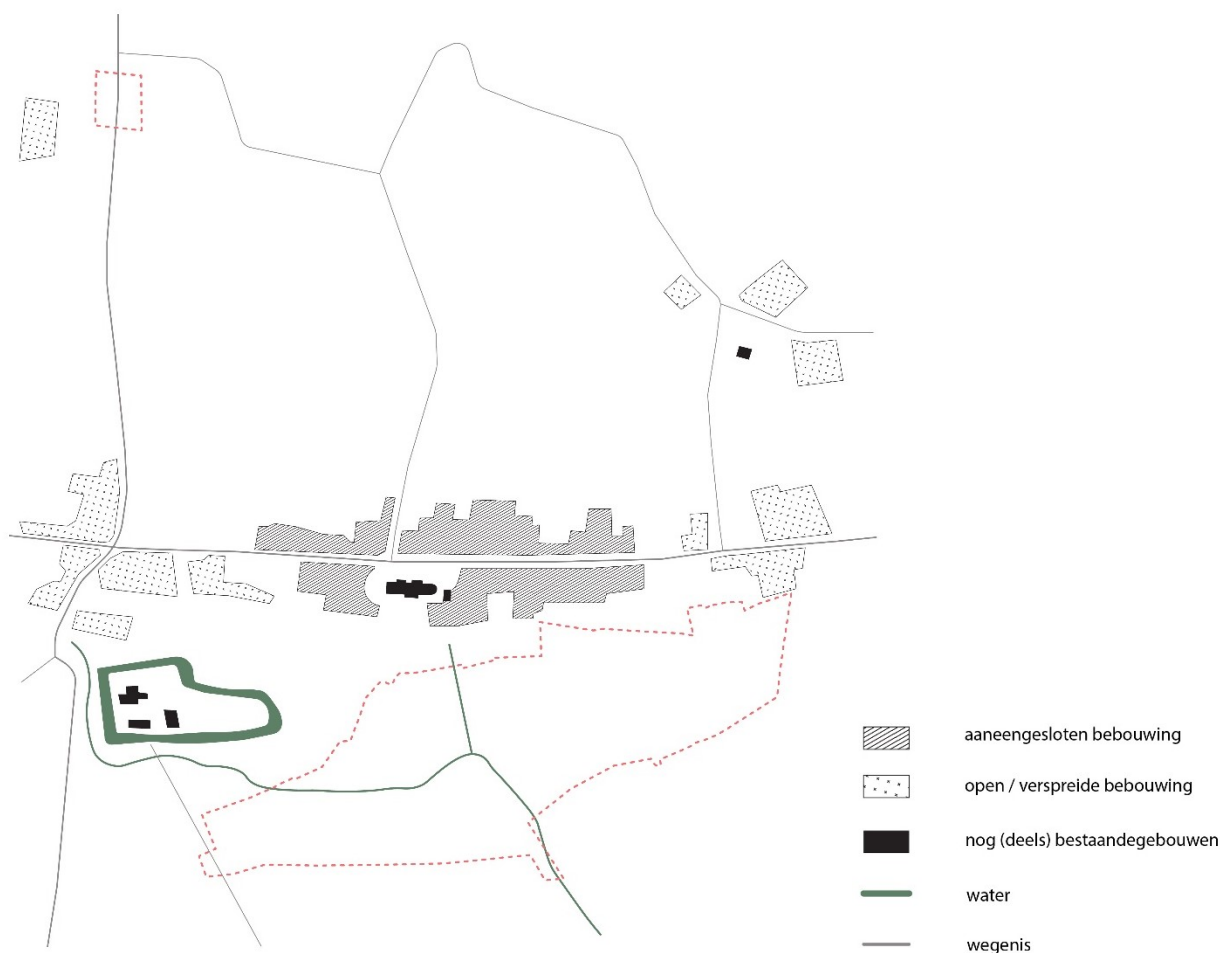 aaneengesloten bebouwing
open / verspreide bebouwing
nog (deels) bestaandegebouwen
water
wegenis